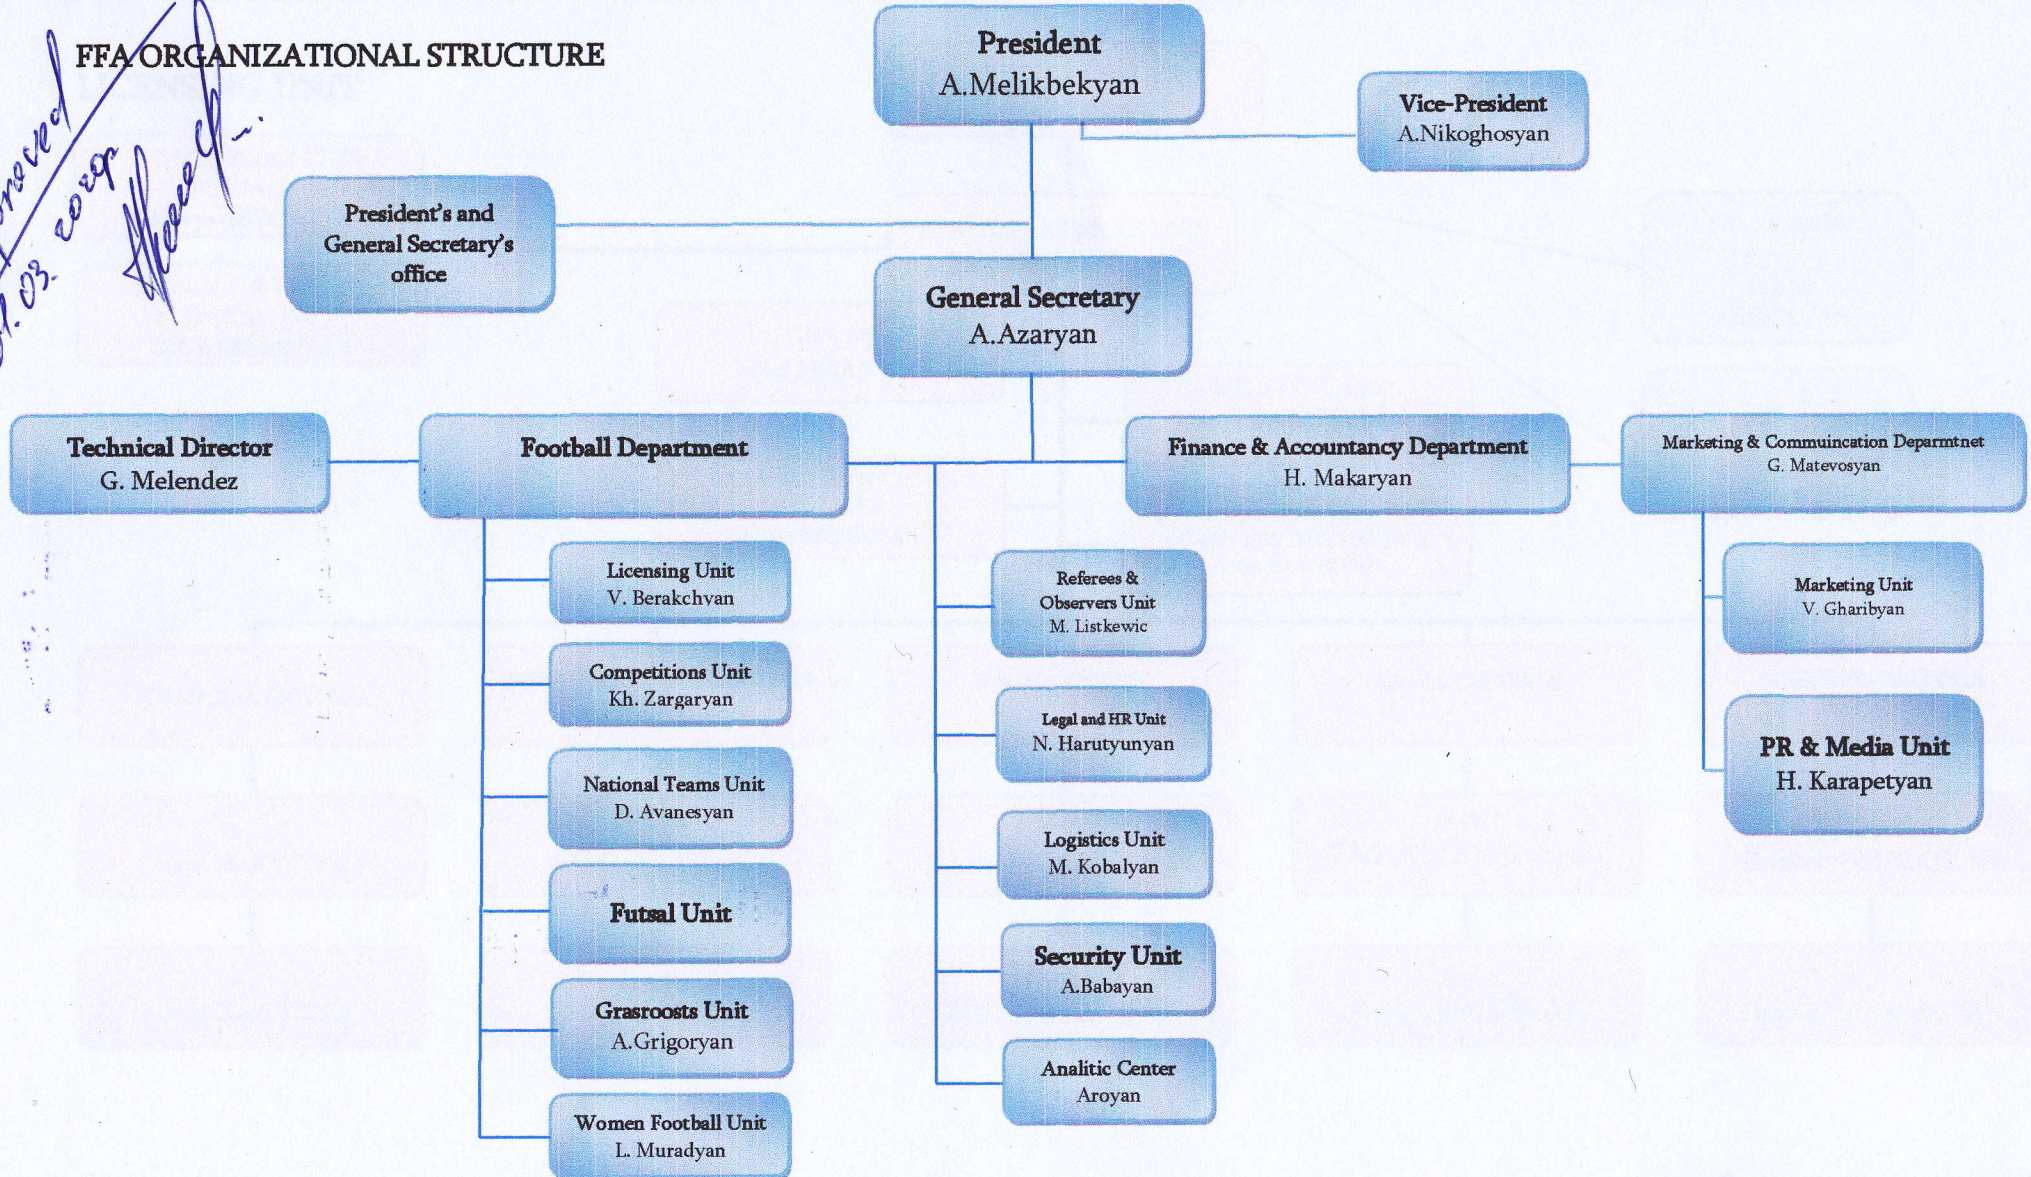 FFA ORGANIZATIONAL STRUCTURE
President
A.Melikbekyan
Vice-President
A.Nikoghosyan
President's and
General Secretary's
office
General Secretary
A.Azaryan
Technical Director
G. Melendez
Football Department
Finance & Accountancy Department
H. Makaryan
Marketing & Commuincation Deparmtnet
G. Matevosyan
Licensing Unit
V. Berakchyan
Competitions Unit
Kh. Zargaryan
National Teams Unit
D. Avanesyan
Futsal Unit
Grasroosts Unit
A.Grigoryan
Women Football Unit
L. Muradyan
Referees &
Observers Unit
M. Listkewic
Legal and HR Unit
N. Harutyunyan
Logistics Unit
M. Kobalyan
Security Unit
A.Babayan
Analitic Center
Aroyan
Marketing Unit
V. Gharibyan
PR & Media Unit
H. Karapetyan